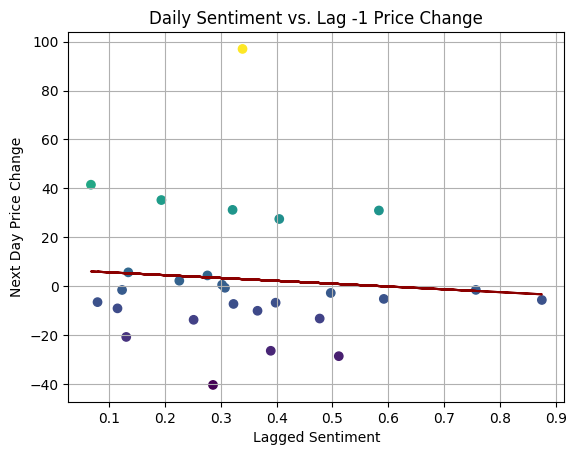 Daily Sentiment vs. Lag -1 Price Change
Next Day Price Change
100
80
60
40
20
0
−20
−40
0.1 0.2 0.3 0.4 0.5 0.6 0.7 0.8 0.9
Lagged Sentiment